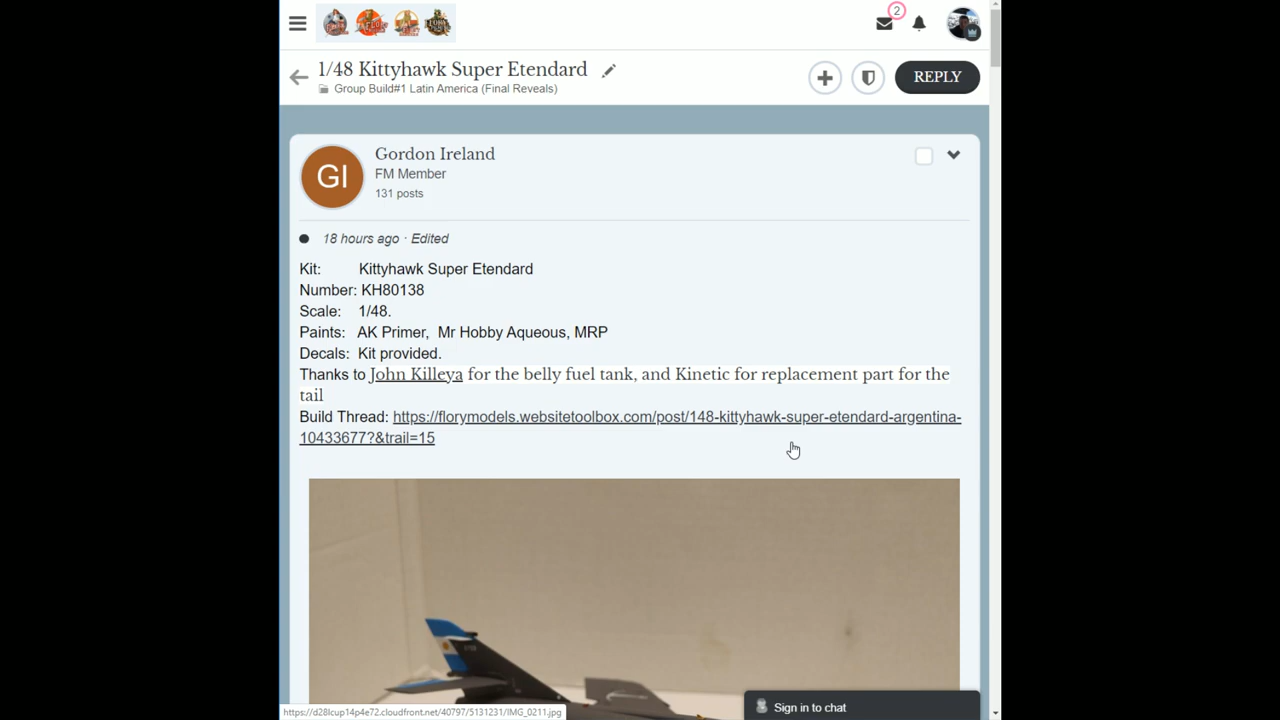 2
1/48 Kittyhawk Super Etendard
Group Build#1 Latin America (Final Reveals)
REPLY
GI
Gordon Ireland
FM Member
131 posts
18 hours ago · Edited
Kit: Kittyhawk Super Etendard
Number: KH80138
Scale: 1/48.
Paints: AK Primer, Mr Hobby Aqueous, MRP
Decals: Kit provided.
Thanks to John Killeya for the belly fuel tank, and Kinetic for replacement part for the
tail
Build Thread: https://florymodels.websitetoolbox.com/post/148-kittyhawk-super-etendard-argentina-
10433677?&trail=15
Sign in to chat
https://d28lcup14p4e72.cloudfront.net/40797/5131231/IMG_0211.jpg